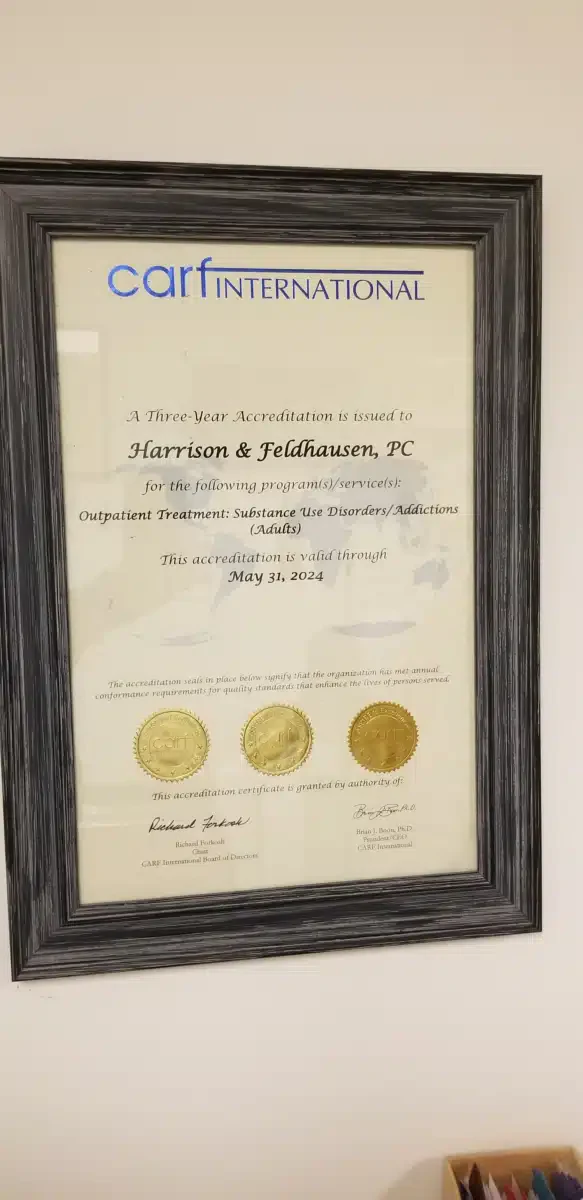 carf INTERNATIONAL
A Three-Year Accreditation is issued to
Harrison & Feldhausen, PC
for the following program(s)/service(s):
Outpatient Treatment: Substance Use Disorders/Addictions
(Adults)
This accreditation is valid through
May 31, 2024
The accreditation seals in place below signify that the organization has met annual
conformance requirements for quality standards that enhance the lives of persons served.
carf
This accreditation certificate is granted by authority of:
Richard Forkosh
Richard Forkosh
Chair
CARF International Board of Directors
Brian J. Boon, Ph.D.
President/CEO
CARF International